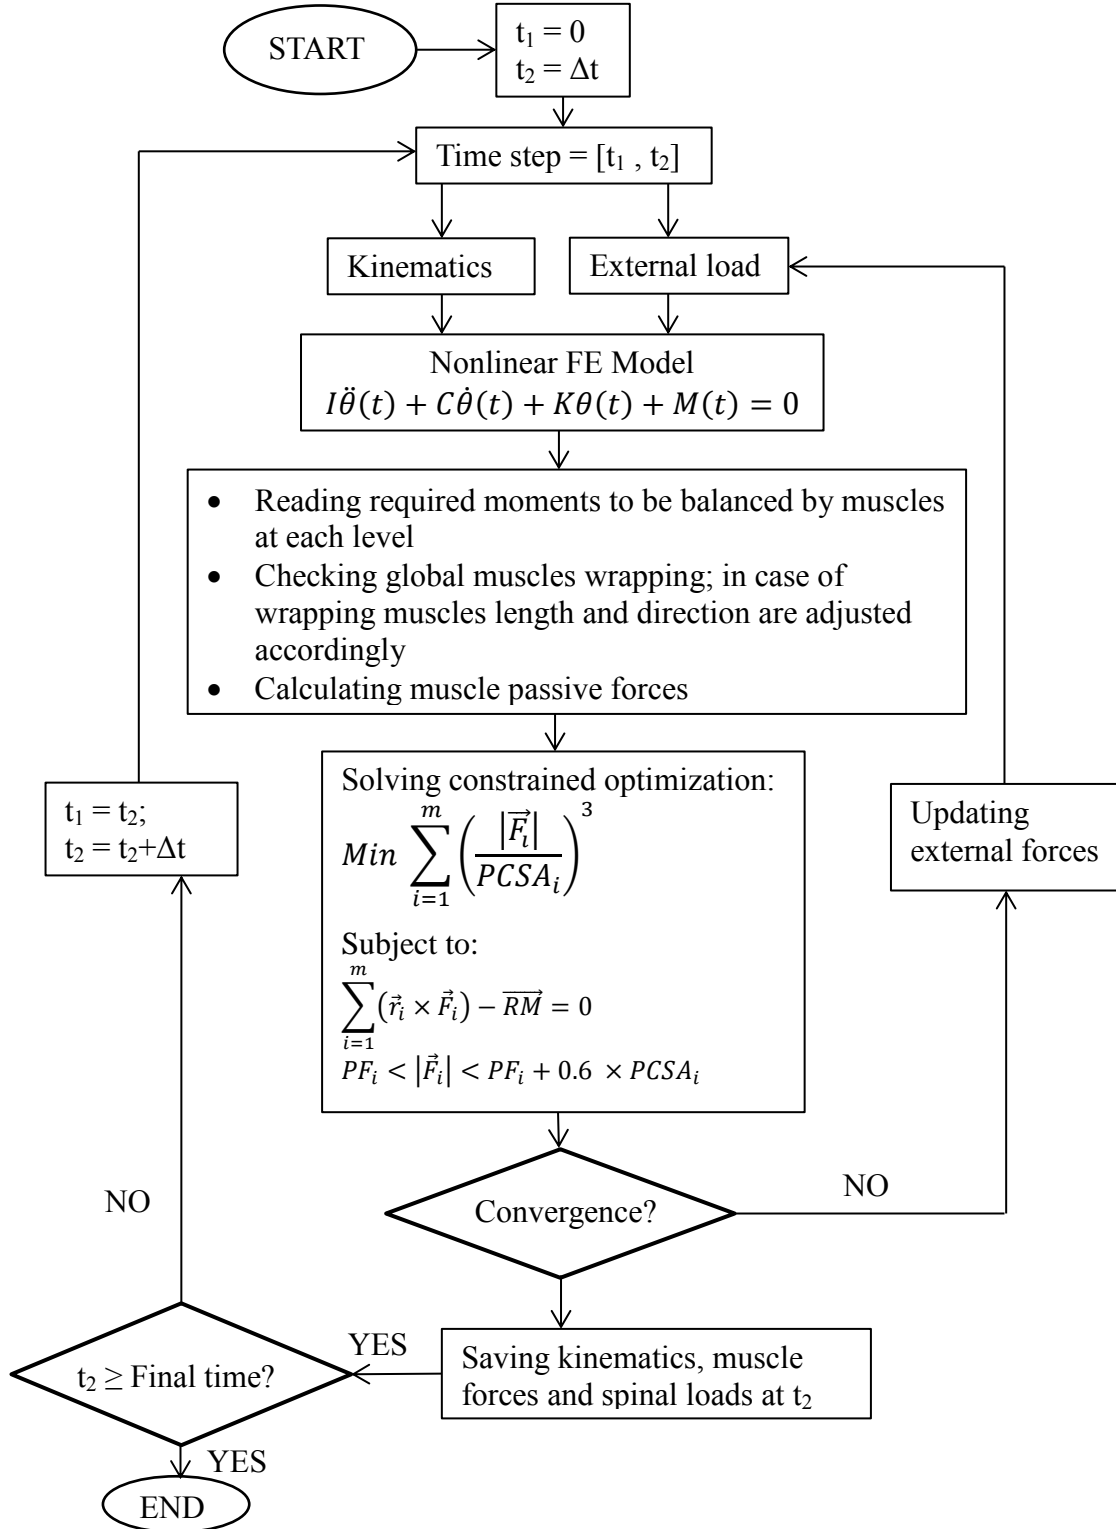 START
t₁ = 0
t₂ = Δt
Time step = [t₁ , t₂]
Kinematics
External load
Nonlinear FE Model
Iθ̈(t) + Cθ̇(t) + Kθ(t) + M(t) = 0
• Reading required moments to be balanced by muscles
at each level
• Checking global muscles wrapping; in case of
wrapping muscles length and direction are adjusted
accordingly
• Calculating muscle passive forces
Solving constrained optimization:
Min ∑_{i=1}^{m} (|F⃗ᵢ| / PCSAᵢ)³
Subject to:
∑_{i=1}^{m} (r⃗ᵢ × F⃗ᵢ) − R͞M⃗ = 0
PFᵢ < |F⃗ᵢ| < PFᵢ + 0.6 × PCSAᵢ
t₁ = t₂;
t₂ = t₂+Δt
Updating
external forces
Convergence?
NO
NO
Saving kinematics, muscle
forces and spinal loads at t₂
YES
t₂ ≥ Final time?
YES
END